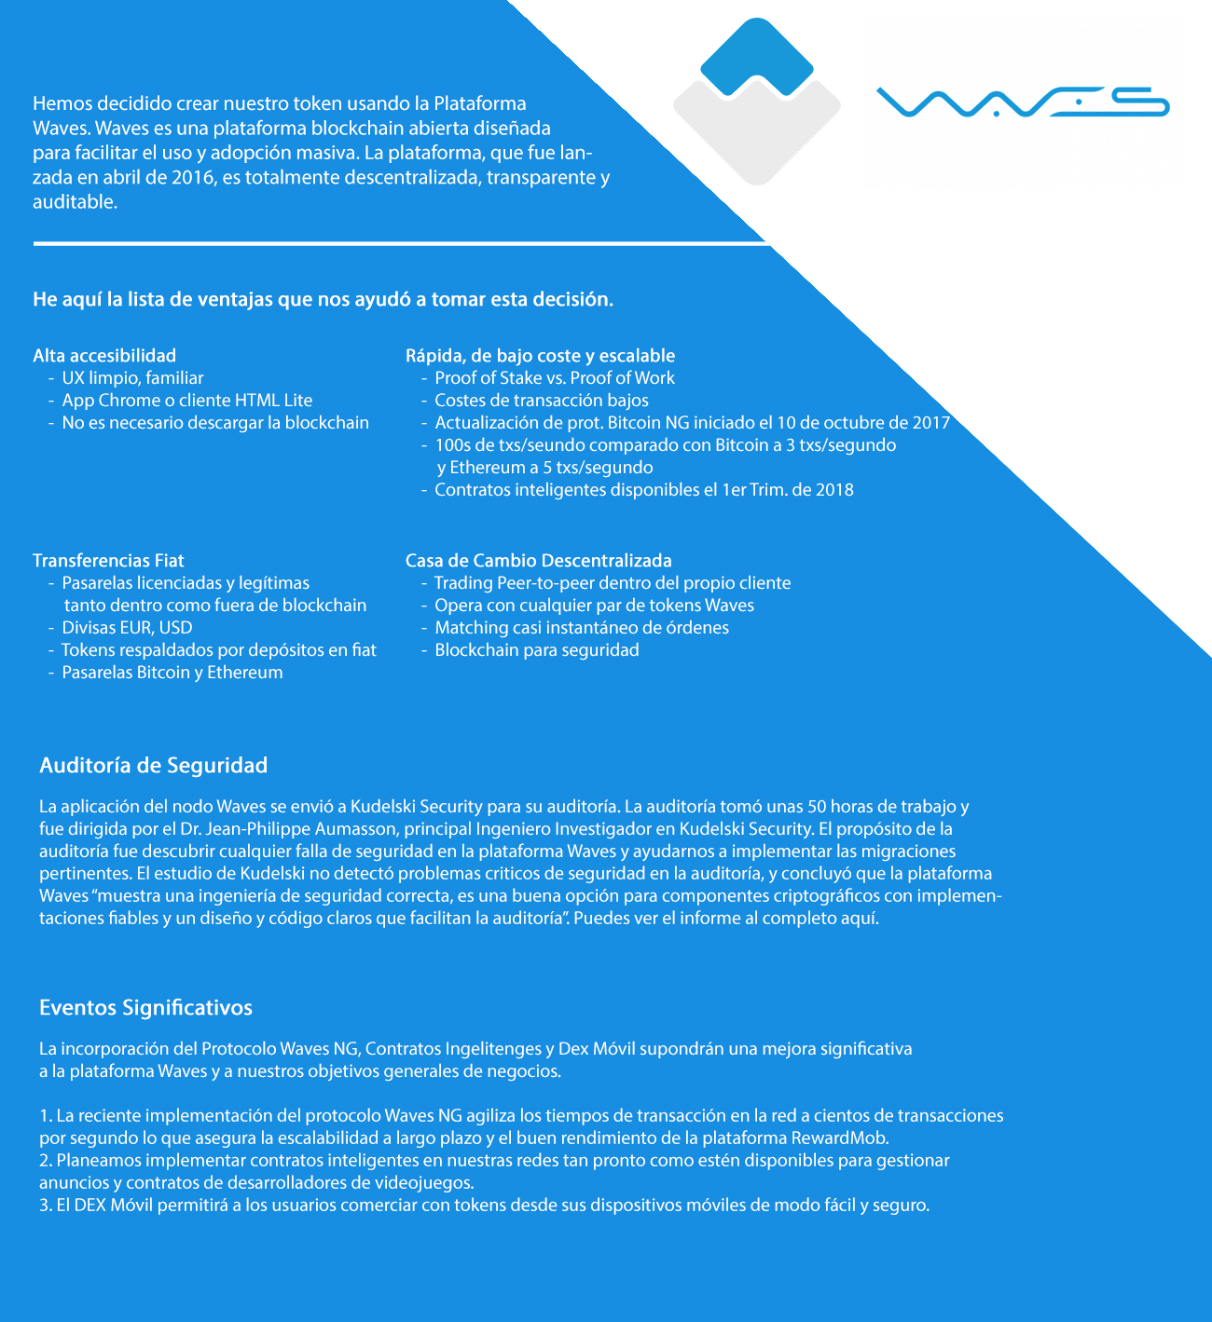 WAVES
Hemos decidido crear nuestro token usando la Plataforma
Waves. Waves es una plataforma blockchain abierta diseñada
para facilitar el uso y adopción masiva. La plataforma, que fue lan-
zada en abril de 2016, es totalmente descentralizada, transparente y
auditable.
He aquí la lista de ventajas que nos ayudó a tomar esta decisión.
Alta accesibilidad
- UX limpio, familiar
- App Chrome o cliente HTML Lite
- No es necesario descargar la blockchain
Rápida, de bajo coste y escalable
- Proof of Stake vs. Proof of Work
- Costes de transacción bajos
- Actualización de prot. Bitcoin NG iniciado el 10 de octubre de 2017
- 100s de txs/seundo comparado con Bitcoin a 3 txs/segundo
y Ethereum a 5 txs/segundo
- Contratos inteligentes disponibles el 1er Trim. de 2018
Transferencias Fiat
- Pasarelas licenciadas y legítimas
tanto dentro como fuera de blockchain
- Divisas EUR, USD
- Tokens respaldados por depósitos en fiat
- Pasarelas Bitcoin y Ethereum
Casa de Cambio Descentralizada
- Trading Peer-to-peer dentro del propio cliente
- Opera con cualquier par de tokens Waves
- Matching casi instantáneo de órdenes
- Blockchain para seguridad
Auditoría de Seguridad
La aplicación del nodo Waves se envió a Kudelski Security para su auditoría. La auditoría tomó unas 50 horas de trabajo y
fue dirigida por el Dr. Jean-Philippe Aumasson, principal Ingeniero Investigador en Kudelski Security. El propósito de la
auditoría fue descubrir cualquier falla de seguridad en la plataforma Waves y ayudarnos a implementar las migraciones
pertinentes. El estudio de Kudelski no detectó problemas criticos de seguridad en la auditoría, y concluyó que la plataforma
Waves “muestra una ingeniería de seguridad correcta, es una buena opción para componentes criptográficos con implemen-
taciones fiables y un diseño y código claros que facilitan la auditoría”. Puedes ver el informe al completo aquí.
Eventos Significativos
La incorporación del Protocolo Waves NG, Contratos Ingelitenges y Dex Móvil supondrán una mejora significativa
a la plataforma Waves y a nuestros objetivos generales de negocios.
1. La reciente implementación del protocolo Waves NG agiliza los tiempos de transacción en la red a cientos de transacciones
por segundo lo que asegura la escalabilidad a largo plazo y el buen rendimiento de la plataforma RewardMob.
2. Planeamos implementar contratos inteligentes en nuestras redes tan pronto como estén disponibles para gestionar
anuncios y contratos de desarrolladores de videojuegos.
3. El DEX Móvil permitirá a los usuarios comerciar con tokens desde sus dispositivos móviles de modo fácil y seguro.